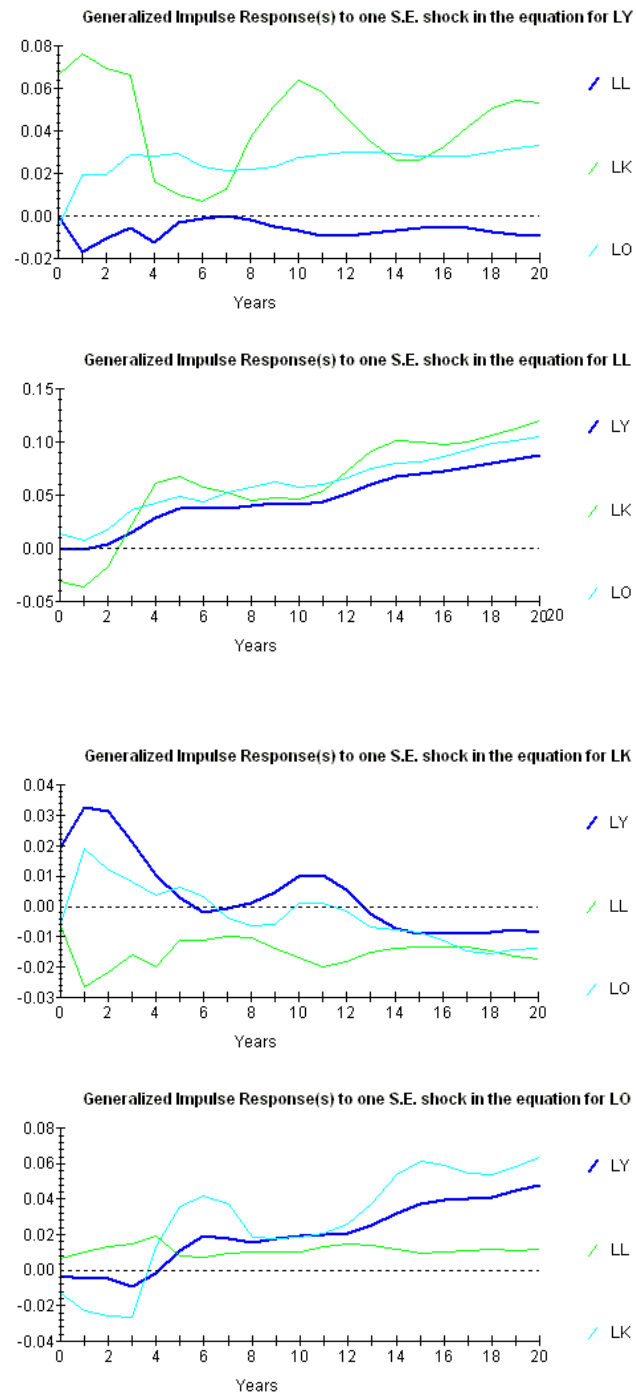 Generalized Impulse Response(s) to one S.E. shock in the equation for LY
0.08
0.06
0.04
0.02
0.00
-0.02
0 2 4 6 8 10 12 14 16 18 20
Years
LL
LK
LO
Generalized Impulse Response(s) to one S.E. shock in the equation for LL
0.15
0.10
0.05
0.00
-0.05
0 2 4 6 8 10 12 14 16 18 2020
Years
LY
LK
LO
Generalized Impulse Response(s) to one S.E. shock in the equation for LK
0.04
0.03
0.02
0.01
0.00
-0.01
-0.02
-0.03
0 2 4 6 8 10 12 14 16 18 20
Years
LY
LL
LO
Generalized Impulse Response(s) to one S.E. shock in the equation for LO
0.08
0.06
0.04
0.02
0.00
-0.02
-0.04
0 2 4 6 8 10 12 14 16 18 20
Years
LY
LL
LK